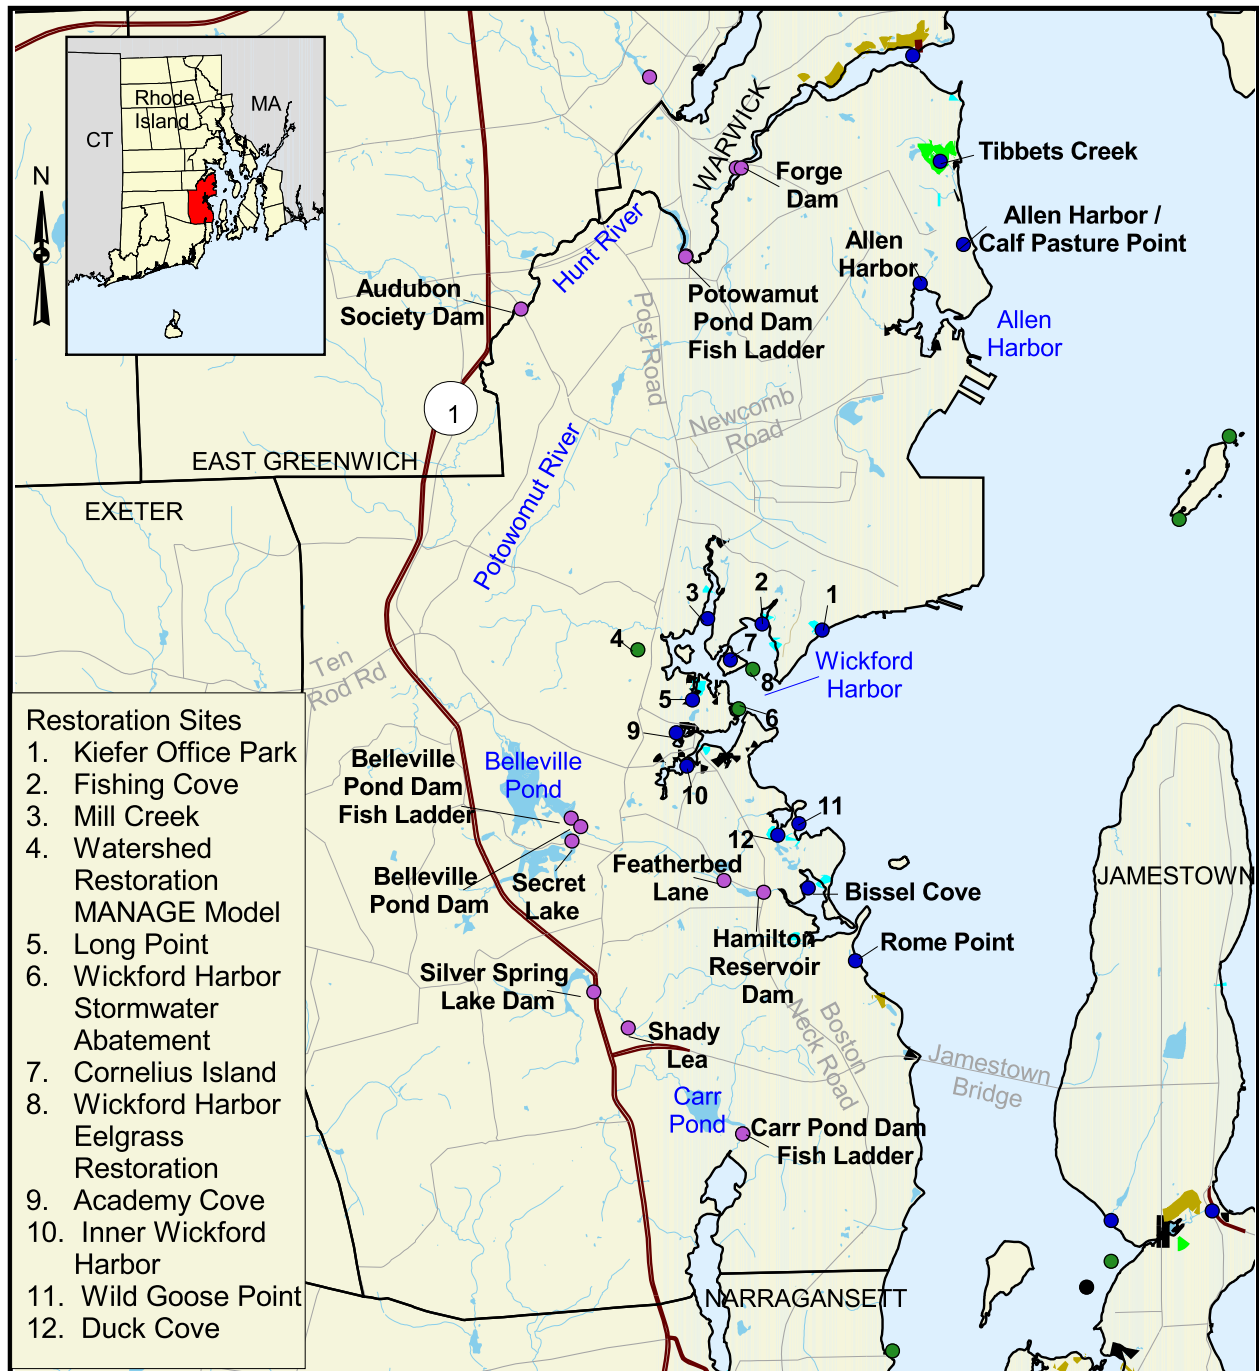 Rhode
Island
MA
CT
N
WARWICK
Tibbets Creek
Forge
Dam
Allen Harbor /
Calf Pasture Point
Allen
Harbor
Hunt River
Audubon
Society Dam
Potowamut
Pond Dam
Fish Ladder
Allen
Harbor
Post Road
1
Newcomb
Road
EAST GREENWICH
EXETER
Potowomut River
3
2
1
4
7
8
Wickford
Harbor
5
6
9
10
Ten
Rod Rd
Belleville
Pond Dam
Fish Ladder
Belleville
Pond
11
12
Belleville
Pond Dam
Secret
Lake
Featherbed
Lane
Bissel Cove
JAMESTOWN
Hamilton
Reservoir
Dam
Rome Point
Silver Spring
Lake Dam
Shady
Lea
Boston
Neck Road
Jamestown
Bridge
Carr
Pond
Carr Pond Dam
Fish Ladder
NARRAGANSETT
Restoration Sites
1. Kiefer Office Park
2. Fishing Cove
3. Mill Creek
4. Watershed
Restoration
MANAGE Model
5. Long Point
6. Wickford Harbor
Stormwater
Abatement
7. Cornelius Island
8. Wickford Harbor
Eelgrass
Restoration
9. Academy Cove
10. Inner Wickford
Harbor
11. Wild Goose Point
12. Duck Cove